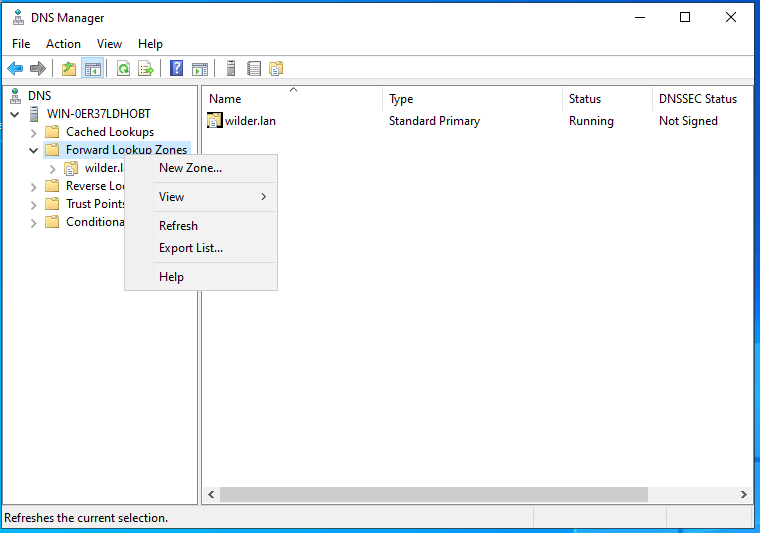 DNS Manager
File Action View Help
DNS
WIN-0ER37LDHOBT
Cached Lookups
Forward Lookup Zones
wilder.l
Reverse Loo
Trust Points
Conditiona
New Zone...
View
Refresh
Export List...
Help
Name Type Status DNSSEC Status
wilder.lan Standard Primary Running Not Signed
Refreshes the current selection.